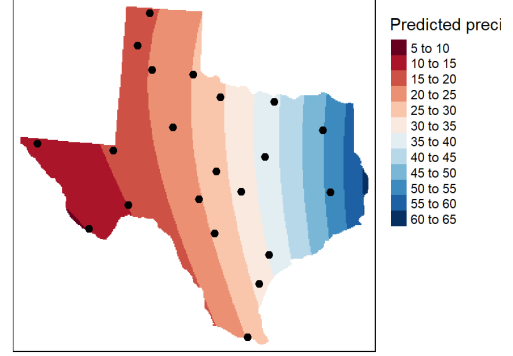 Predicted preci
5 to 10
10 to 15
15 to 20
20 to 25
25 to 30
30 to 35
35 to 40
40 to 45
45 to 50
50 to 55
55 to 60
60 to 65